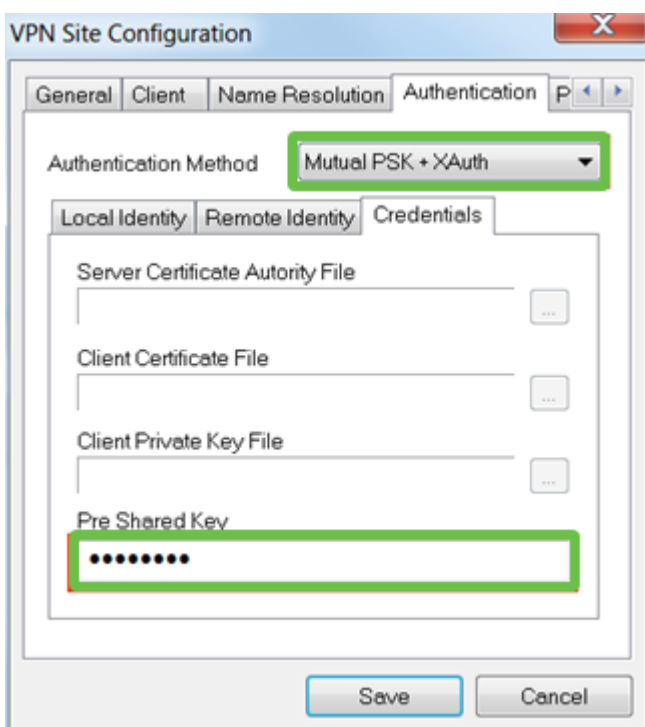 VPN Site Configuration
General Client Name Resolution Authentication P
Authentication Method Mutual PSK + XAuth
Local Identity Remote Identity Credentials
Server Certificate Autority File
...
Client Certificate File
...
Client Private Key File
...
Pre Shared Key
••••••••
Save Cancel